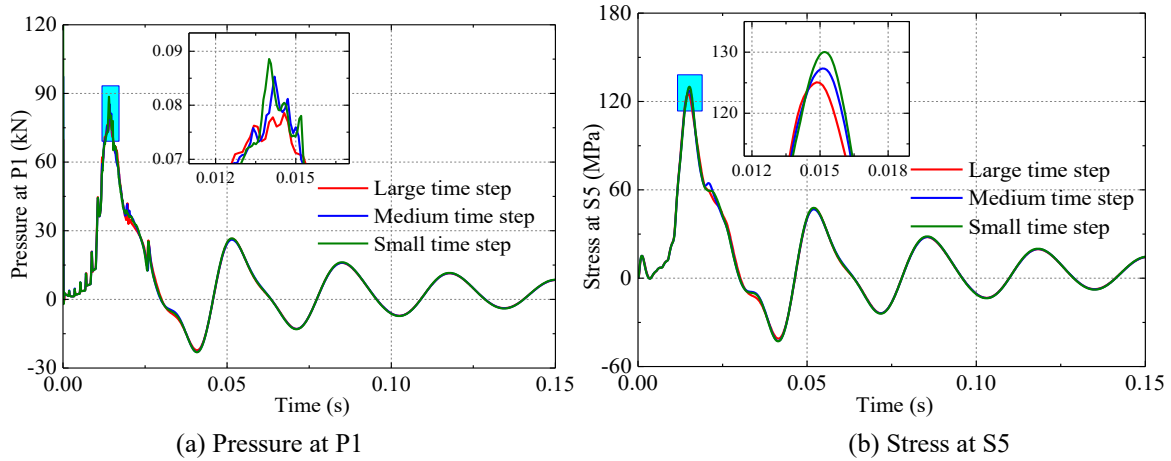 120
90
60
30
0
-30
Pressure at P1 (kN)
0.09
0.08
0.07
0.012
0.015
Large time step
Medium time step
Small time step
0.00
0.05
0.10
0.15
Time (s)
(a) Pressure at P1
180
120
60
0
-60
Stress at S5 (MPa)
130
120
0.012
0.015
0.018
Large time step
Medium time step
Small time step
0.00
0.05
0.10
0.15
Time (s)
(b) Stress at S5